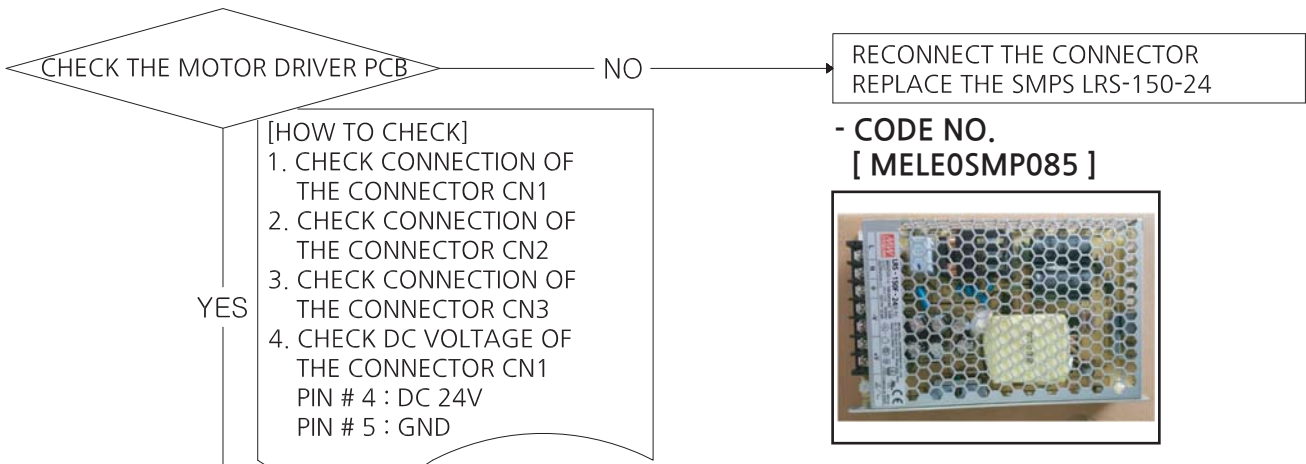 CHECK THE MOTOR DRIVER PCB
NO
RECONNECT THE CONNECTOR
REPLACE THE SMPS LRS-150-24
- CODE NO.
[ MELE0SMP085 ]
YES
[HOW TO CHECK]
1. CHECK CONNECTION OF
THE CONNECTOR CN1
2. CHECK CONNECTION OF
THE CONNECTOR CN2
3. CHECK CONNECTION OF
THE CONNECTOR CN3
4. CHECK DC VOLTAGE OF
THE CONNECTOR CN1
PIN # 4 : DC 24V
PIN # 5 : GND
L N
LRS-150F-24